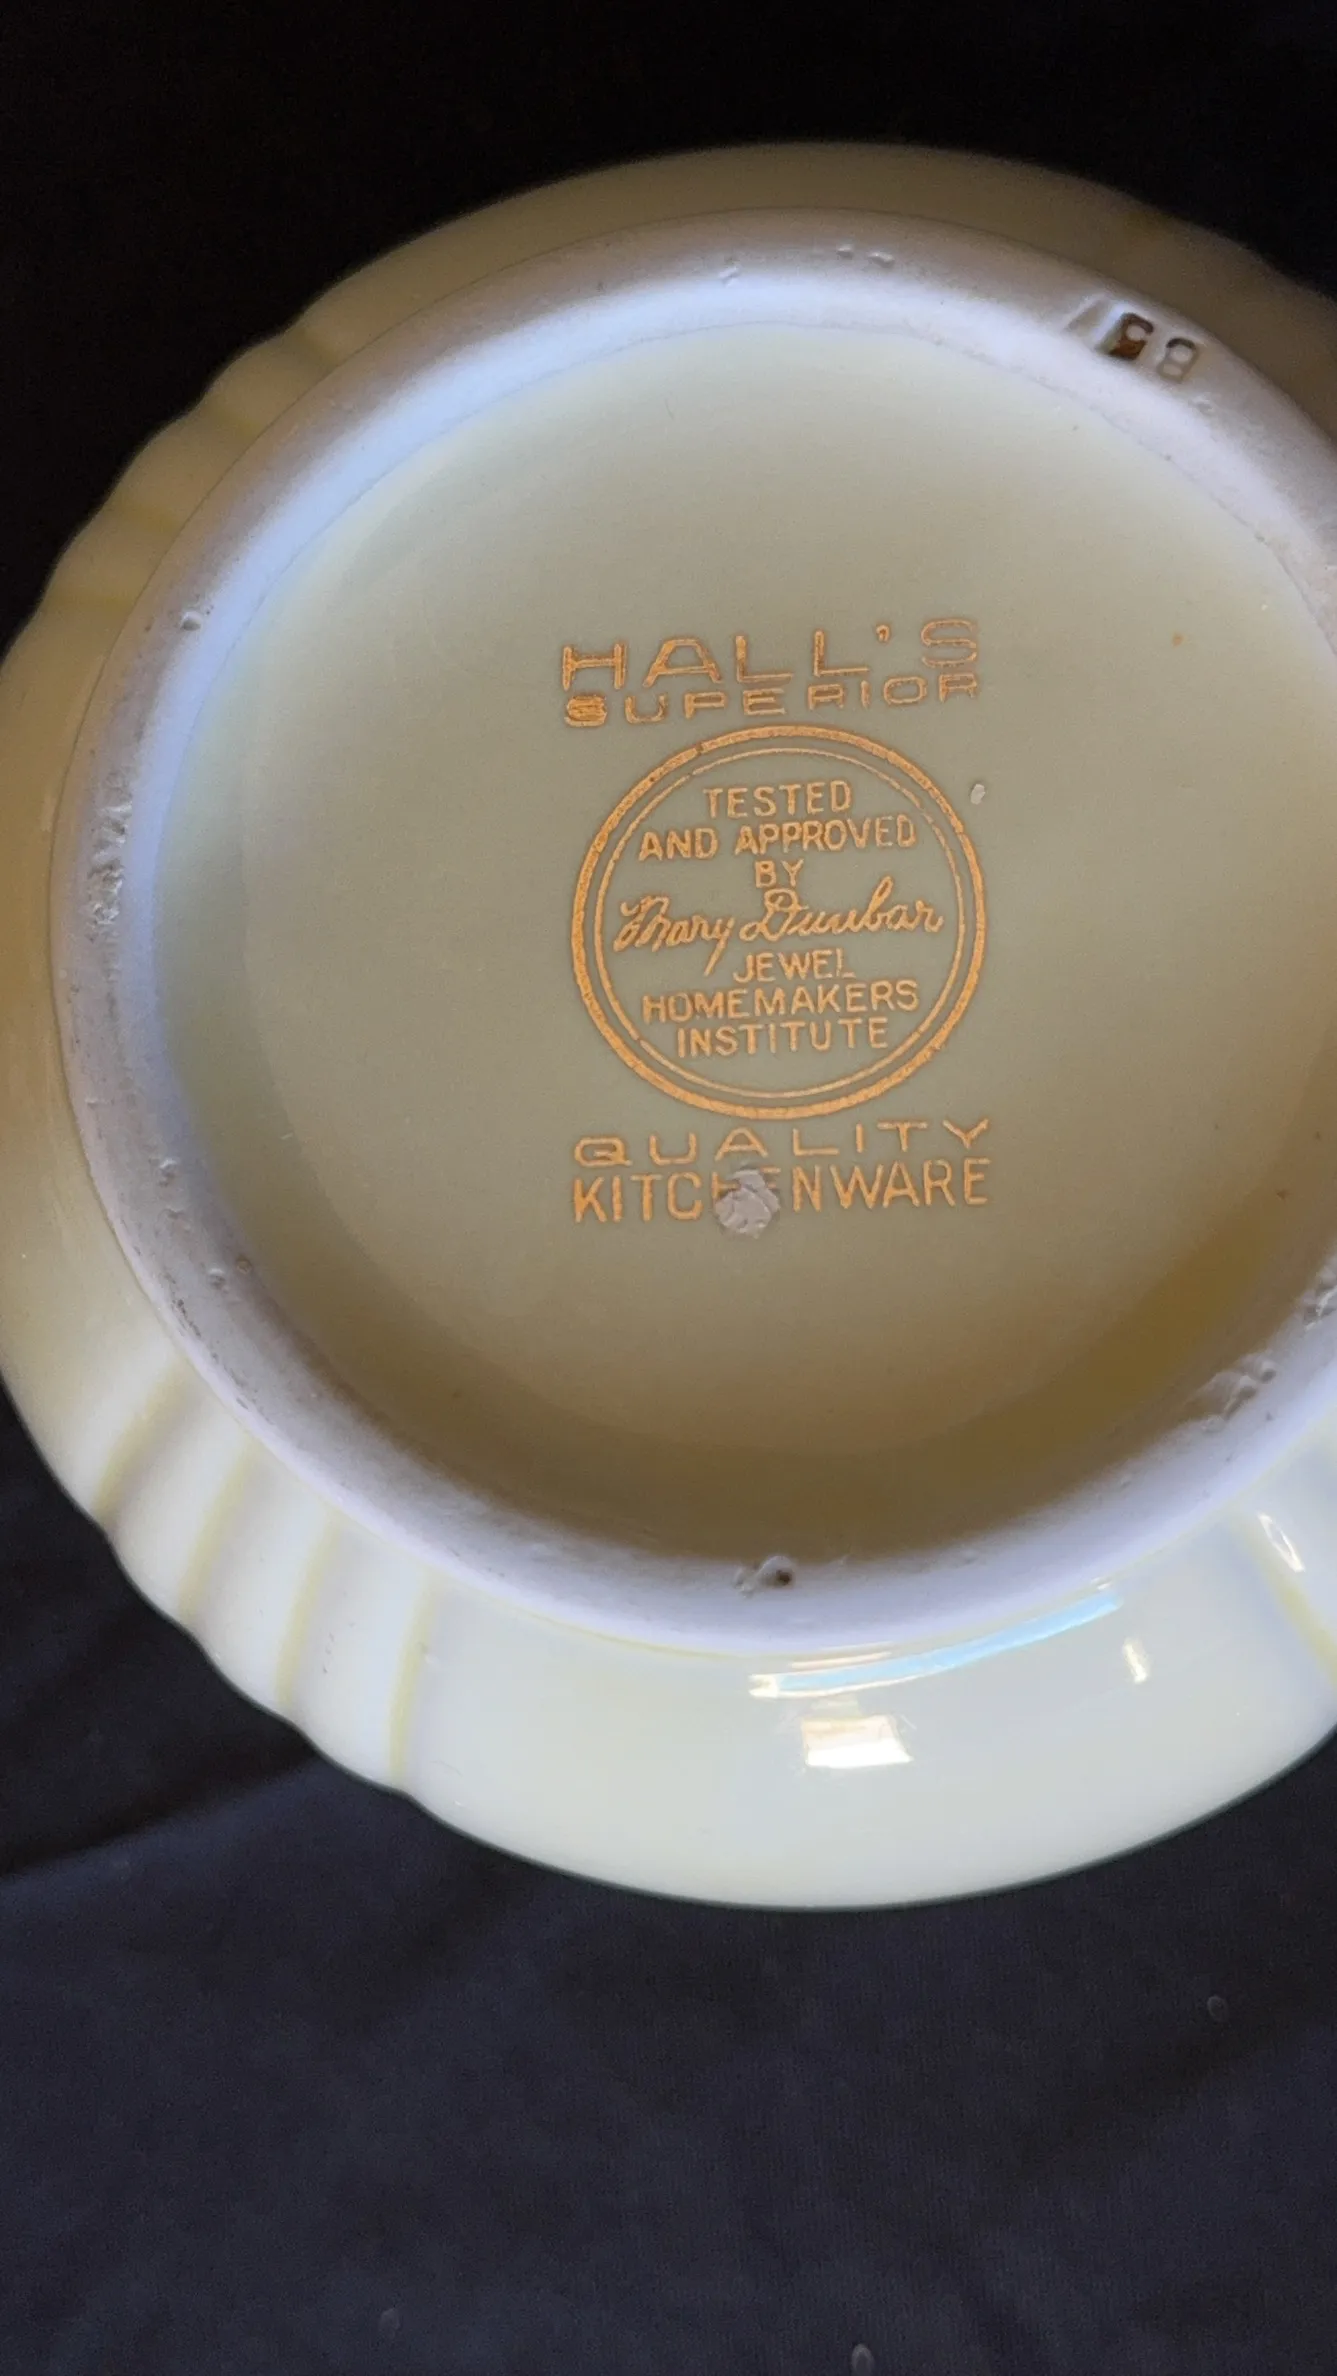 HALL'S
SUPERIOR
TESTED
AND APPROVED
BY
Mary Dunbar
JEWEL
HOMEMAKERS
INSTITUTE
QUALITY
KITCHENWARE